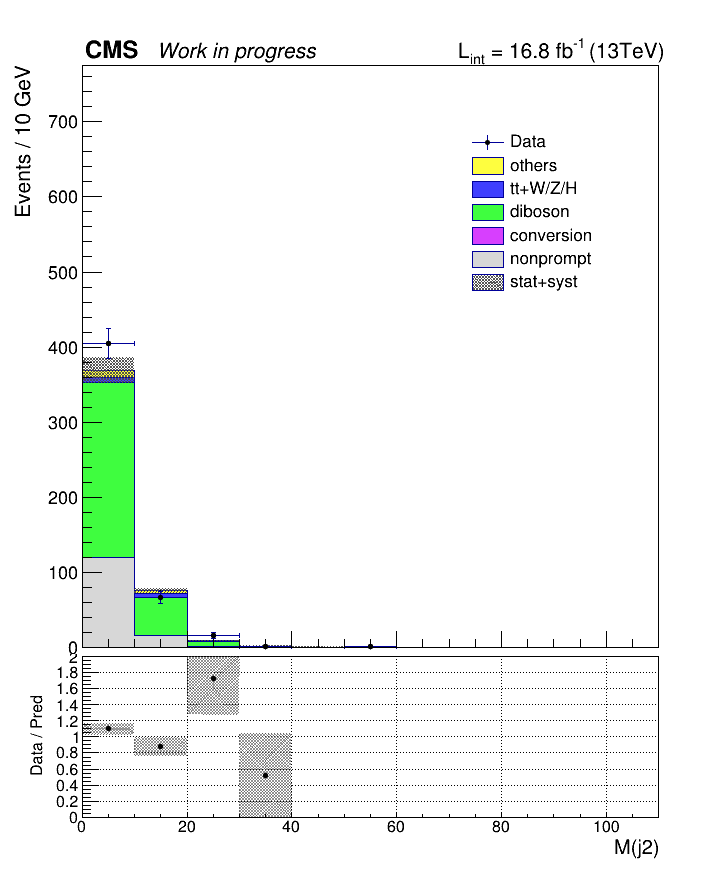 CMS Work in progress L_int = 16.8 fb^-1 (13TeV)
Events / 10 GeV
700
600
500
400
300
200
100
0
Data
others
tt+W/Z/H
diboson
conversion
nonprompt
stat+syst
Data / Pred
2
1.8
1.6
1.4
1.2
1
0.8
0.6
0.4
0.2
0
0 20 40 60 80 100
M(j2)